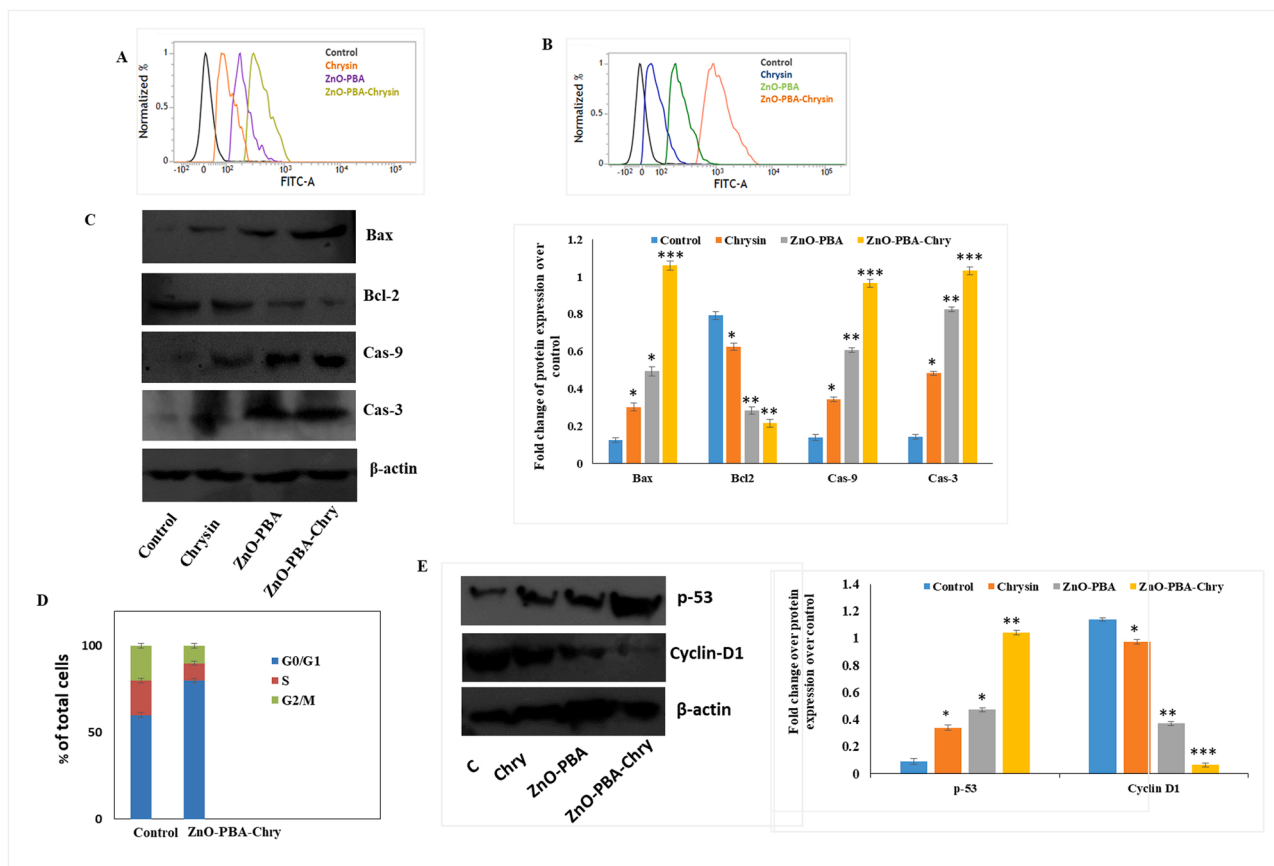 A
Control
Chrysin
ZnO-PBA
ZnO-PBA-Chrysin
Normalized %
1
0.5
0
-10² 0 10² 10³ 10⁴ 10⁵
FITC-A
B
Control
Chrysin
ZnO-PBA
ZnO-PBA-Chrysin
Normalized %
1
0.5
0
-10² 0 10² 10³ 10⁴ 10⁵
FITC-A
C
Bax
Bcl-2
Cas-9
Cas-3
β-actin
Control
Chrysin
ZnO-PBA
ZnO-PBA-Chry
Control Chrysin ZnO-PBA ZnO-PBA-Chry
Fold change of protein expression over
control
1.2
1
0.8
0.6
0.4
0.2
0
* * ***
* ** **
* ** ***
* ** ***
Bax Bcl2 Cas-9 Cas-3
D
% of total cells
100
50
0
G0/G1
S
G2/M
Control ZnO-PBA-Chry
E
p-53
Cyclin-D1
β-actin
C
Chry
ZnO-PBA
ZnO-PBA-Chry
Control Chrysin ZnO-PBA ZnO-PBA-Chry
Fold change over protein
expression over control
1.4
1.2
1
0.8
0.6
0.4
0.2
0
* * **
* ** ***
p-53 Cyclin D1